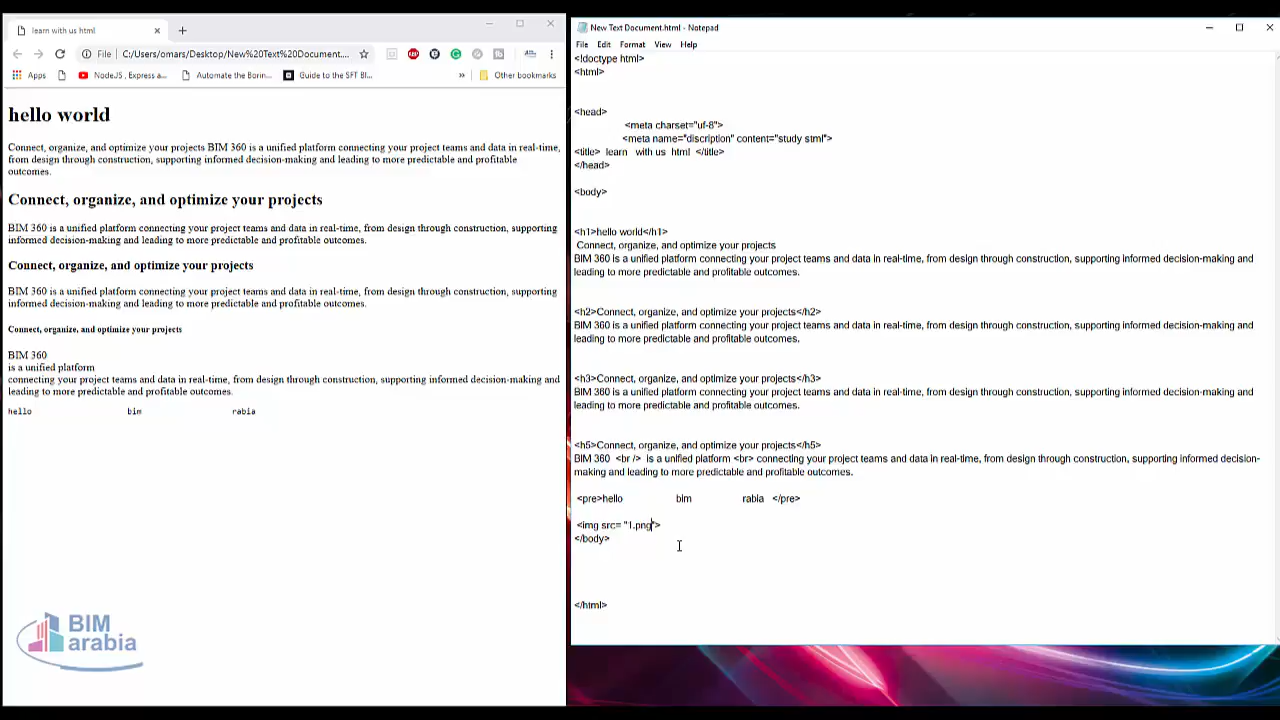 learn with us html
File
C:/Users/omars/Desktop/New%20Text%20Document....
ABP
Apps
NodeJS , Express a...
Automate the Borin...
Guide to the SFT Bl...
»
Other bookmarks
hello world
Connect, organize, and optimize your projects BIM 360 is a unified platform connecting your project teams and data in real-time,
from design through construction, supporting informed decision-making and leading to more predictable and profitable
outcomes.
Connect, organize, and optimize your projects
BIM 360 is a unified platform connecting your project teams and data in real-time, from design through construction, supporting
informed decision-making and leading to more predictable and profitable outcomes.
Connect, organize, and optimize your projects
BIM 360 is a unified platform connecting your project teams and data in real-time, from design through construction, supporting
informed decision-making and leading to more predictable and profitable outcomes.
Connect, organize, and optimize your projects
BIM 360
is a unified platform
connecting your project teams and data in real-time, from design through construction, supporting informed decision-making and
leading to more predictable and profitable outcomes.
hello bim rabia
BIM
arabia
New Text Document.html - Notepad
File Edit Format View Help
<!doctype html>
<html>
<head>
<meta charset="uf-8">
<meta name="discription" content="study stml">
<title> learn with us html </title>
</head>
<body>
<h1>hello world</h1>
Connect, organize, and optimize your projects
BIM 360 is a unified platform connecting your project teams and data in real-time, from design through construction, supporting informed decision-making and
leading to more predictable and profitable outcomes.
<h2>Connect, organize, and optimize your projects</h2>
BIM 360 is a unified platform connecting your project teams and data in real-time, from design through construction, supporting informed decision-making and
leading to more predictable and profitable outcomes.
<h3>Connect, organize, and optimize your projects</h3>
BIM 360 is a unified platform connecting your project teams and data in real-time, from design through construction, supporting informed decision-making and
leading to more predictable and profitable outcomes.
<h5>Connect, organize, and optimize your projects</h5>
BIM 360 <br /> is a unified platform <br> connecting your project teams and data in real-time, from design through construction, supporting informed decision-
making and leading to more predictable and profitable outcomes.
<pre>hello bim rabia </pre>
<img src= "1.png">
</body>
</html>